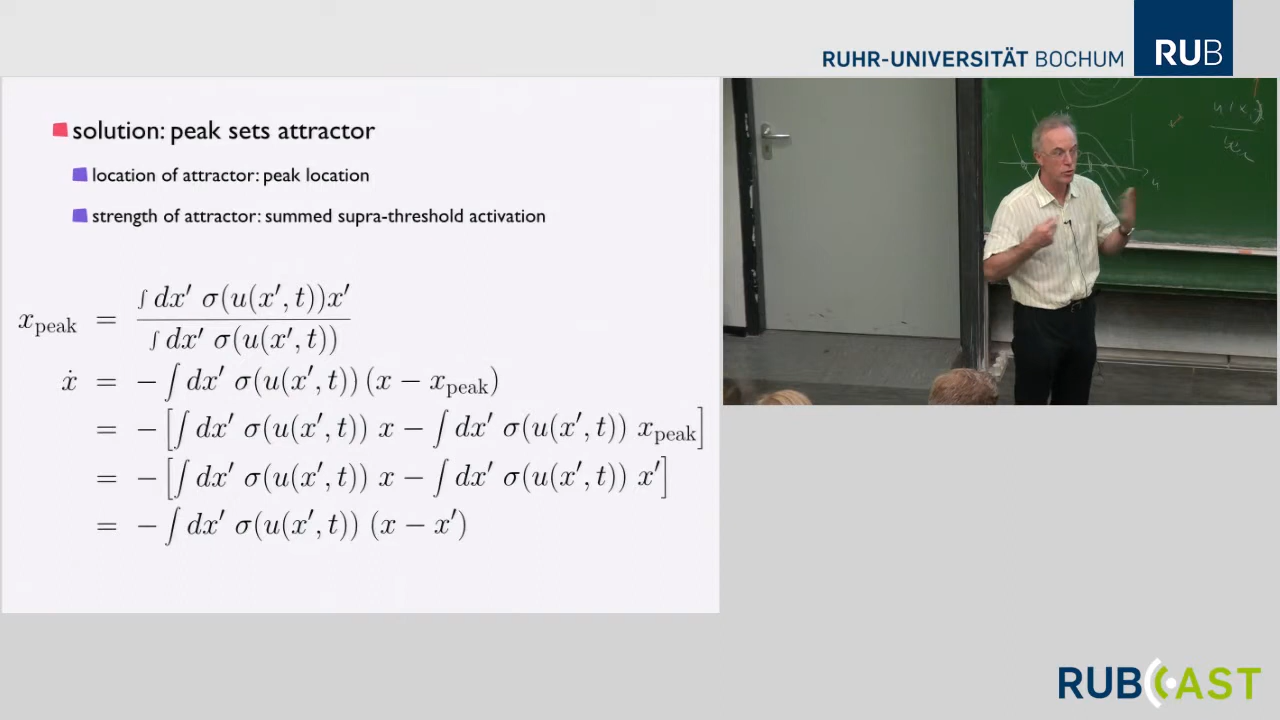 RUHR-UNIVERSITÄT BOCHUM RUB
solution: peak sets attractor
location of attractor: peak location
strength of attractor: summed supra-threshold activation
x_peak = ∫ dx′ σ(u(x′, t))x′ / ∫ dx′ σ(u(x′, t))
ẋ = − ∫ dx′ σ(u(x′, t)) (x − x_peak)
= − [∫ dx′ σ(u(x′, t)) x − ∫ dx′ σ(u(x′, t)) x_peak]
= − [∫ dx′ σ(u(x′, t)) x − ∫ dx′ σ(u(x′, t)) x′]
= − ∫ dx′ σ(u(x′, t)) (x − x′)
RUBCAST